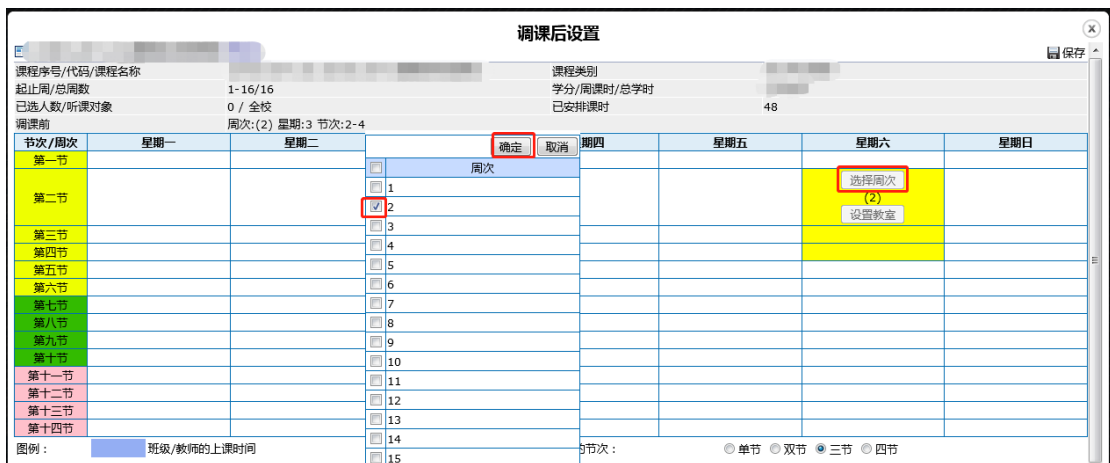 调课后设置
保存
课程序号/代码/课程名称 课程类别
起止周/总周数 1-16/16 学分/周课时/总学时
已选人数/听课对象 0 / 全校 已安排课时 48
调课前 周次:(2) 星期:3 节次:2-4
节次/周次 星期一 星期二 确定 取消 期四 星期五 星期六 星期日
第一节
周次
选择周次
1
第二节 2 (2)
设置教室
3
第三节
第四节 4
第五节 5
第六节 6
第七节 7
第八节 8
第九节 9
第十节 10
第十一节 11
第十二节 12
第十三节 13
第十四节 14
图例： 班级/教师的上课时间 的节次： 单节 双节 三节 四节
15